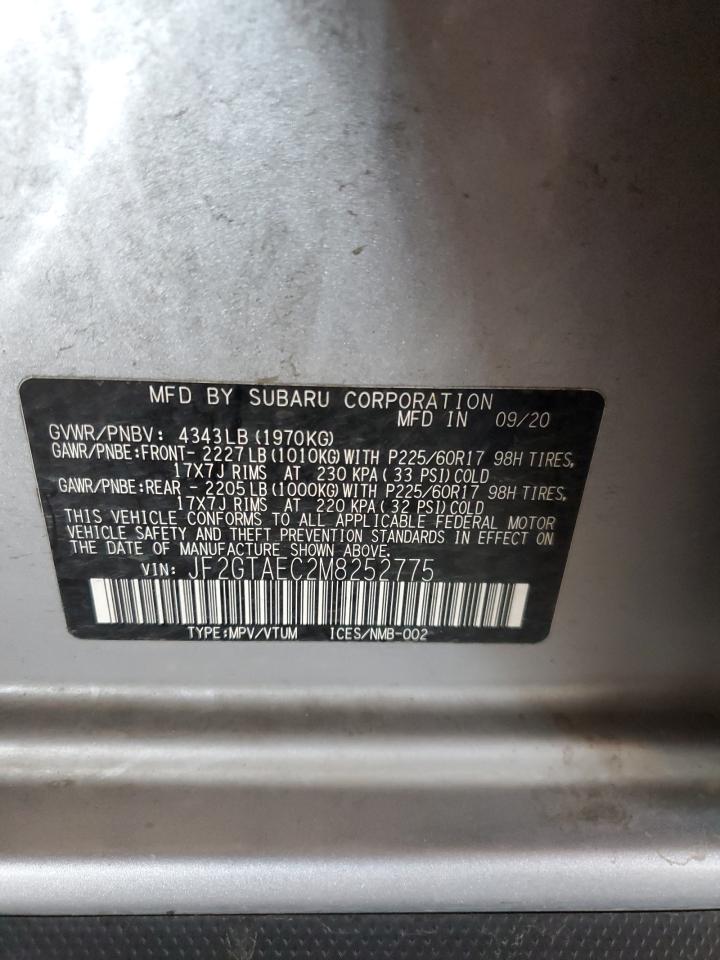 MFD BY SUBARU CORPORATION
MFD IN 09/20
GVWR/PNBV: 4343LB(1970KG)
GAWR/PNBE:FRONT- 2227LB(1010KG)WITH P225/60R17 98H TIRES,
17X7J RIMS AT 230 KPA( 33 PSI)COLD
GAWR/PNBE:REAR - 2205LB(1000KG)WITH P225/60R17 98H TIRES,
17X7J RIMS AT 220 KPA( 32 PSI)COLD
THIS VEHICLE CONFORMS TO ALL APPLICABLE FEDERAL MOTOR
VEHICLE SAFETY AND THEFT PREVENTION STANDARDS IN EFFECT ON
THE DATE OF MANUFACTURE SHOWN ABOVE.
VIN: JF2GTAEC2M8252775
TYPE:MPV/VTUM ICES/NMB-002